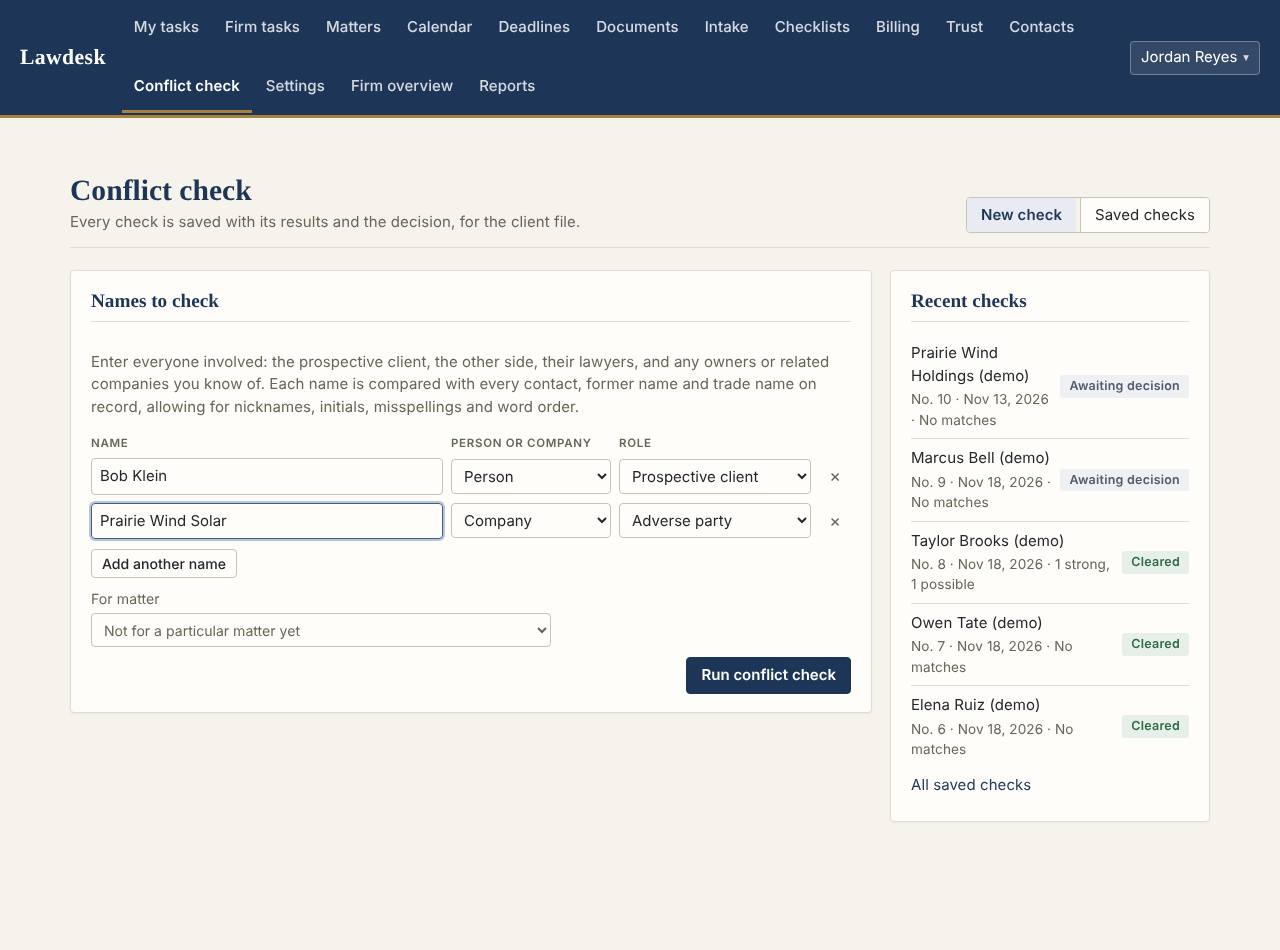 Lawdesk
My tasks
Firm tasks
Matters
Calendar
Deadlines
Documents
Intake
Checklists
Billing
Trust
Contacts
Conflict check
Settings
Firm overview
Reports
Jordan Reyes ▾
Conflict check
Every check is saved with its results and the decision, for the client file.
New check
Saved checks
Names to check
Enter everyone involved: the prospective client, the other side, their lawyers, and any owners or related
companies you know of. Each name is compared with every contact, former name and trade name on
record, allowing for nicknames, initials, misspellings and word order.
NAME
PERSON OR COMPANY
ROLE
Bob Klein
Person
Prospective client
×
Prairie Wind Solar
Company
Adverse party
×
Add another name
For matter
Not for a particular matter yet
Run conflict check
Recent checks
Prairie Wind
Holdings (demo)
No. 10 · Nov 13, 2026
· No matches
Awaiting decision
Marcus Bell (demo)
No. 9 · Nov 18, 2026 ·
No matches
Awaiting decision
Taylor Brooks (demo)
No. 8 · Nov 18, 2026 · 1 strong,
1 possible
Cleared
Owen Tate (demo)
No. 7 · Nov 18, 2026 · No
matches
Cleared
Elena Ruiz (demo)
No. 6 · Nov 18, 2026 · No
matches
Cleared
All saved checks